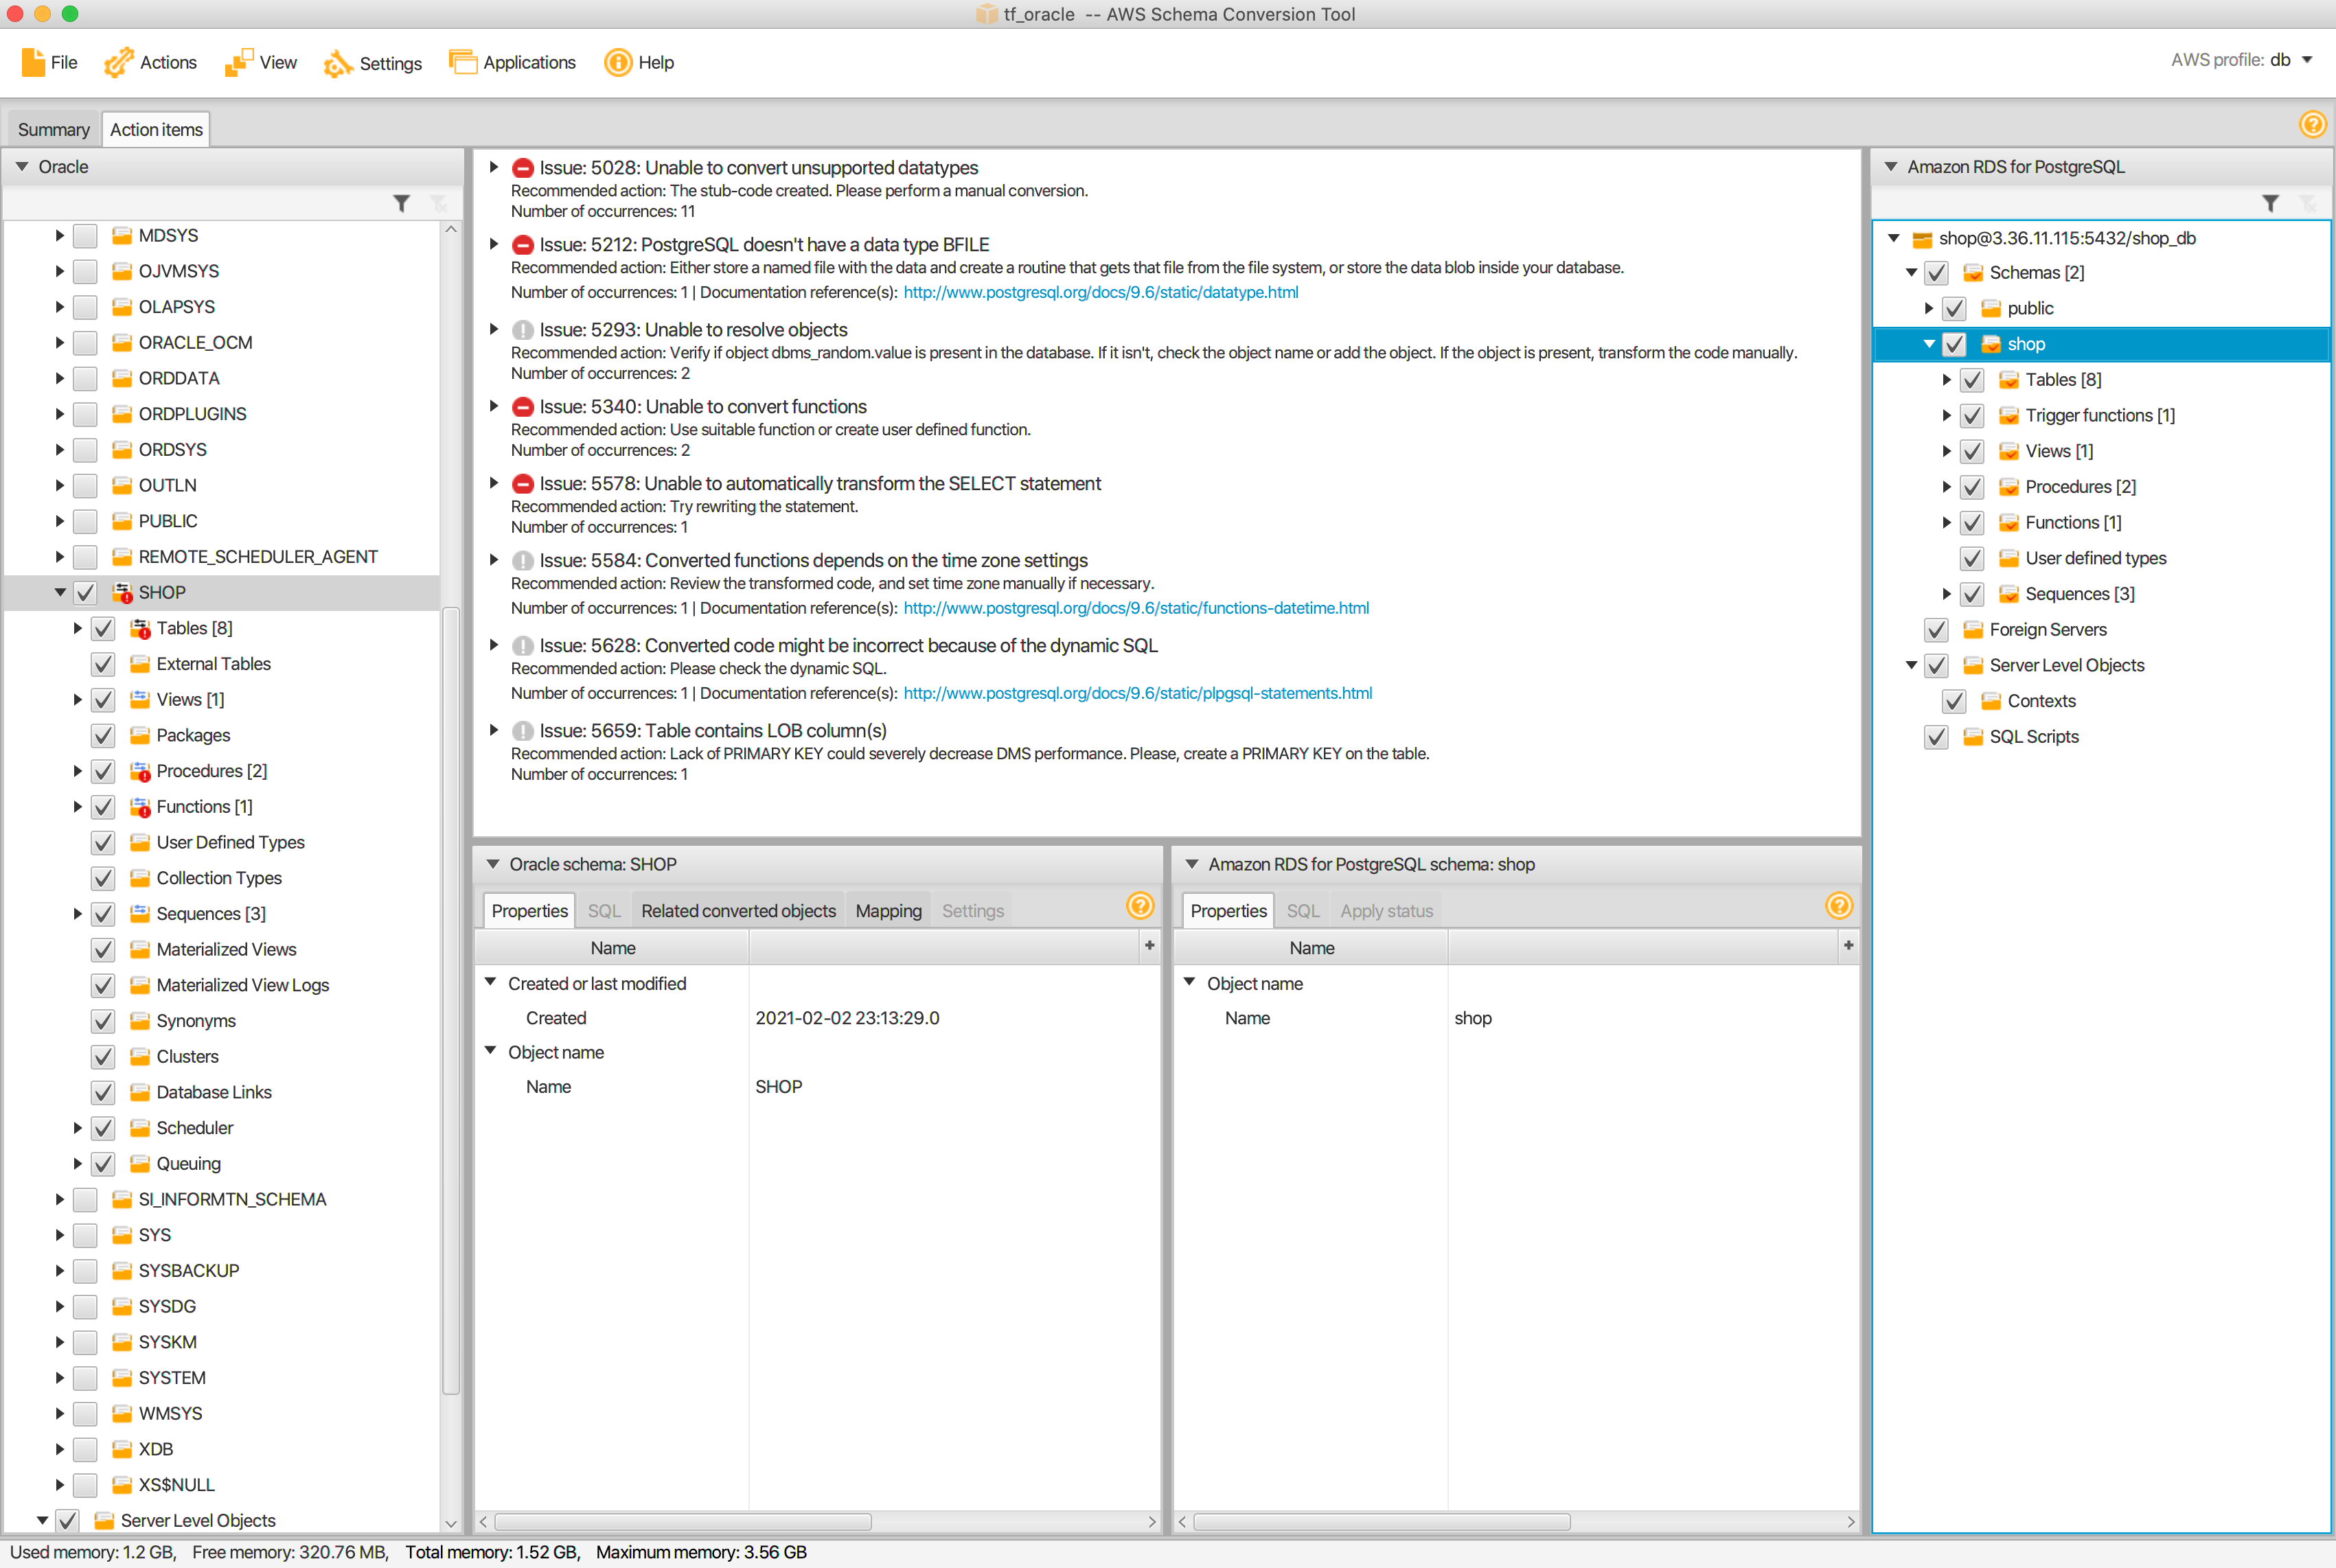 tf_oracle -- AWS Schema Conversion Tool
File Actions View Settings Applications Help
AWS profile: db
Summary Action items
Oracle
MDSYS
OJVMSYS
OLAPSYS
ORACLE_OCM
ORDDATA
ORDPLUGINS
ORDSYS
OUTLN
PUBLIC
REMOTE_SCHEDULER_AGENT
SHOP
Tables [8]
External Tables
Views [1]
Packages
Procedures [2]
Functions [1]
User Defined Types
Collection Types
Sequences [3]
Materialized Views
Materialized View Logs
Synonyms
Clusters
Database Links
Scheduler
Queuing
SI_INFORMTN_SCHEMA
SYS
SYSBACKUP
SYSDG
SYSKM
SYSTEM
WMSYS
XDB
XS$NULL
Server Level Objects
Issue: 5028: Unable to convert unsupported datatypes
Recommended action: The stub-code created. Please perform a manual conversion.
Number of occurrences: 11
Issue: 5212: PostgreSQL doesn't have a data type BFILE
Recommended action: Either store a named file with the data and create a routine that gets that file from the file system, or store the data blob inside your database.
Number of occurrences: 1 | Documentation reference(s): http://www.postgresql.org/docs/9.6/static/datatype.html
Issue: 5293: Unable to resolve objects
Recommended action: Verify if object dbms_random.value is present in the database. If it isn't, check the object name or add the object. If the object is present, transform the code manually.
Number of occurrences: 2
Issue: 5340: Unable to convert functions
Recommended action: Use suitable function or create user defined function.
Number of occurrences: 2
Issue: 5578: Unable to automatically transform the SELECT statement
Recommended action: Try rewriting the statement.
Number of occurrences: 1
Issue: 5584: Converted functions depends on the time zone settings
Recommended action: Review the transformed code, and set time zone manually if necessary.
Number of occurrences: 1 | Documentation reference(s): http://www.postgresql.org/docs/9.6/static/functions-datetime.html
Issue: 5628: Converted code might be incorrect because of the dynamic SQL
Recommended action: Please check the dynamic SQL.
Number of occurrences: 1 | Documentation reference(s): http://www.postgresql.org/docs/9.6/static/plpgsql-statements.html
Issue: 5659: Table contains LOB column(s)
Recommended action: Lack of PRIMARY KEY could severely decrease DMS performance. Please, create a PRIMARY KEY on the table.
Number of occurrences: 1
Oracle schema: SHOP
Properties SQL Related converted objects Mapping Settings
Name +
Created or last modified
Created 2021-02-02 23:13:29.0
Object name
Name SHOP
Amazon RDS for PostgreSQL schema: shop
Properties SQL Apply status
Name +
Object name
Name shop
Amazon RDS for PostgreSQL
shop@3.36.11.115:5432/shop_db
Schemas [2]
public
shop
Tables [8]
Trigger functions [1]
Views [1]
Procedures [2]
Functions [1]
User defined types
Sequences [3]
Foreign Servers
Server Level Objects
Contexts
SQL Scripts
Used memory: 1.2 GB, Free memory: 320.76 MB, Total memory: 1.52 GB, Maximum memory: 3.56 GB